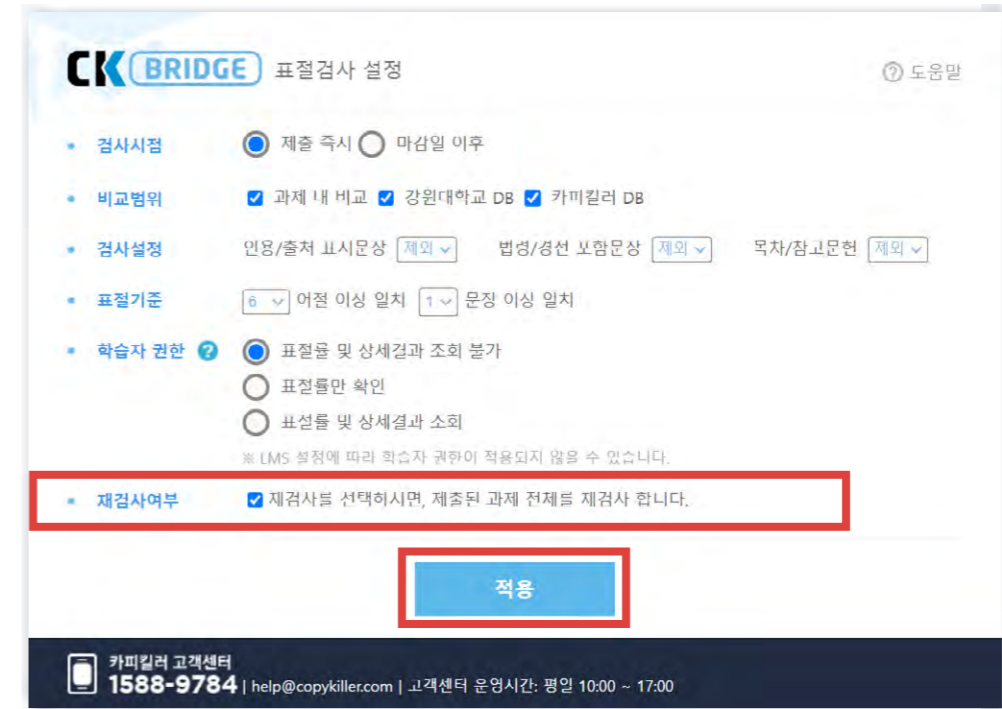 CK BRIDGE 표절검사 설정
? 도움말
검사시점 제출 즉시 마감일 이후
비교범위 과제 내 비교 강원대학교 DB 카피킬러 DB
검사설정 인용/출처 표시문장 제외 법령/경전 포함문장 제외 목차/참고문헌 제외
표절기준 6 어절 이상 일치 1 문장 이상 일치
학습자 권한 ? 표절률 및 상세결과 조회 불가
표절률만 확인
표절률 및 상세결과 조회
※ LMS 설정에 따라 학습자 권한이 적용되지 않을 수 있습니다.
재검사여부 재검사를 선택하시면, 제출된 과제 전체를 재검사 합니다.
적용
카피킬러 고객센터
1588-9784 | help@copykiller.com | 고객센터 운영시간: 평일 10:00 ~ 17:00